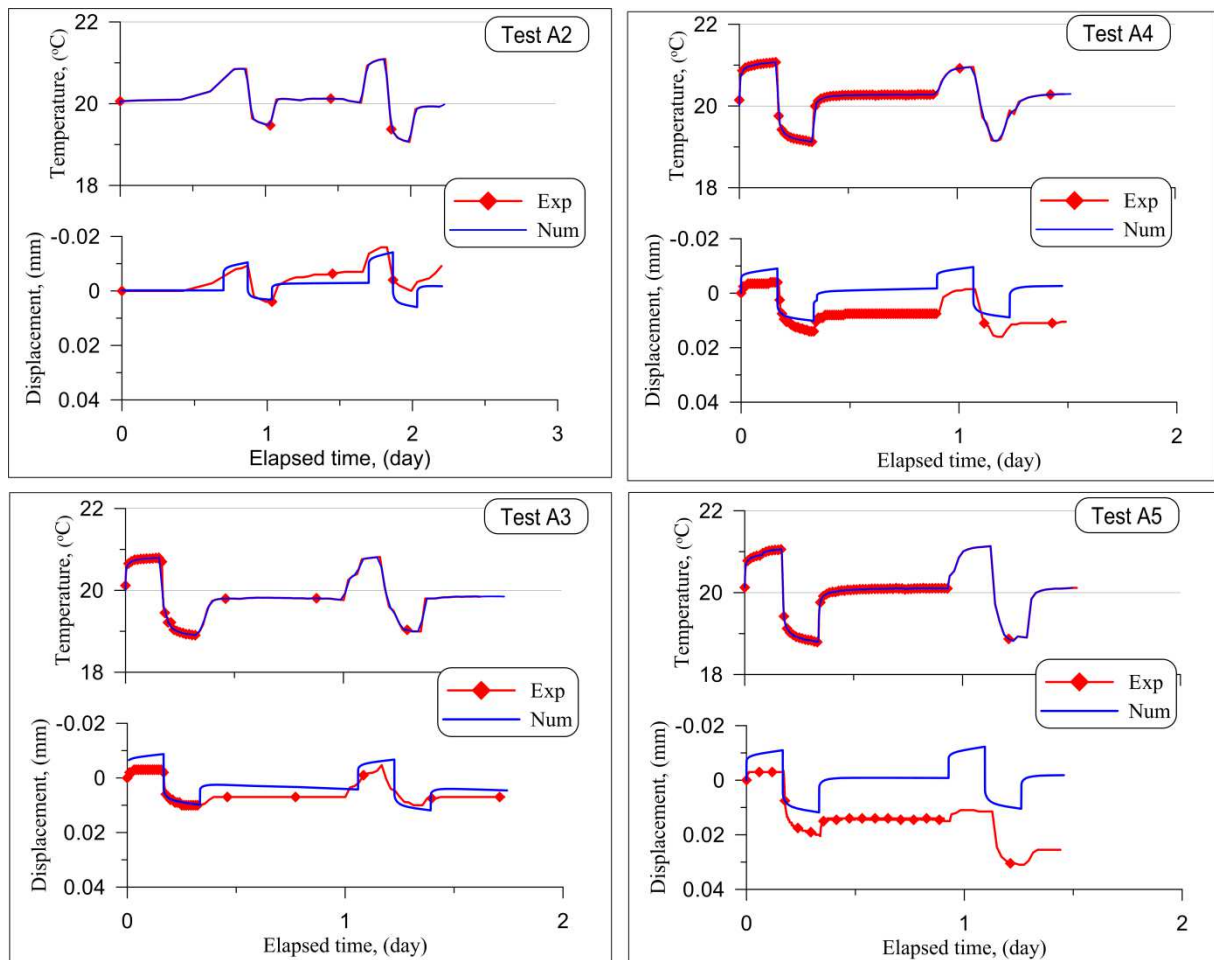 Test A2
Temperature, (°C)
22
20
18
Exp
Num
Displacement, (mm)
-0.02
0
0.02
0.04
0
1
2
3
Elapsed time, (day)
Test A4
Temperature, (°C)
22
20
18
Exp
Num
Displacement, (mm)
-0.02
0
0.02
0.04
0
1
2
Elapsed time, (day)
Test A3
Temperature, (°C)
22
20
18
Exp
Num
Displacement, (mm)
-0.02
0
0.02
0.04
0
1
2
Elapsed time, (day)
Test A5
Temperature, (°C)
22
20
18
Exp
Num
Displacement, (mm)
-0.02
0
0.02
0.04
0
1
2
Elapsed time, (day)